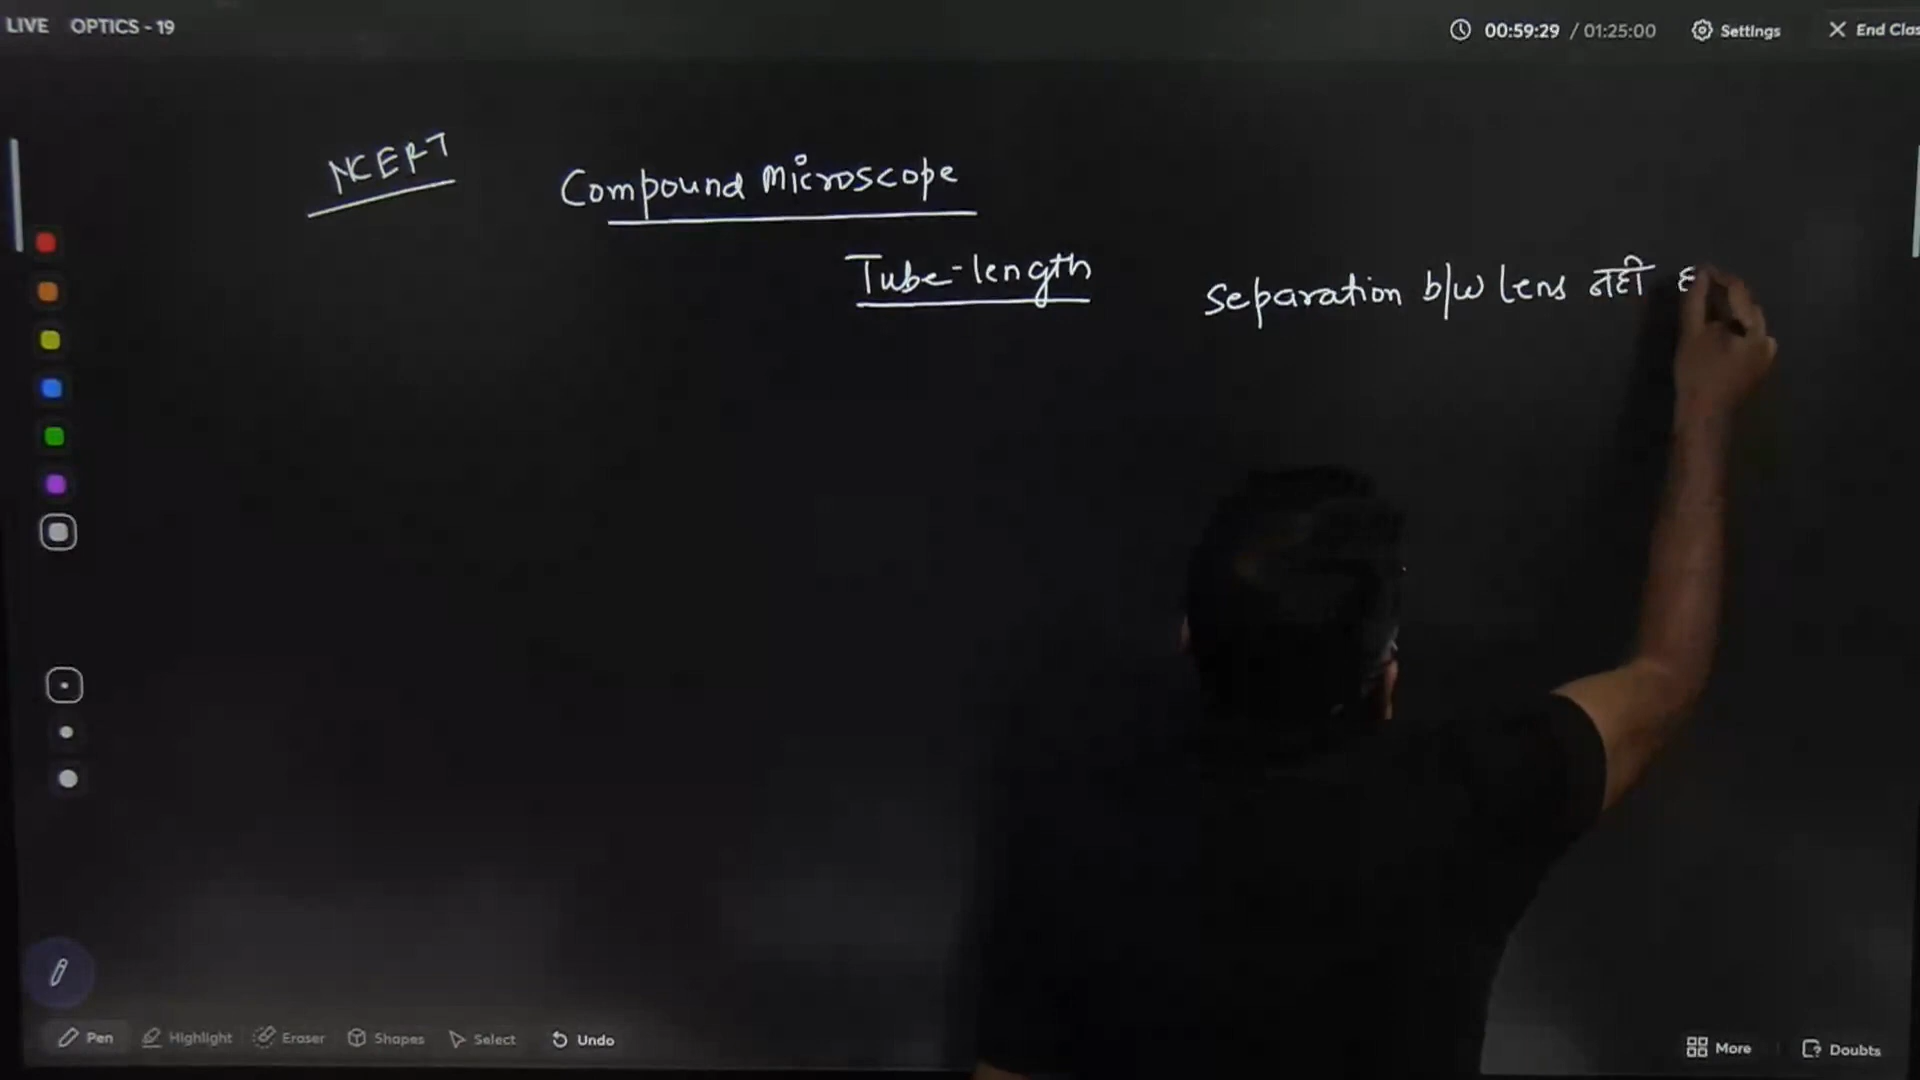 LIVE OPTICS - 19
00:59:29 / 01:25:00 Settings
End Clas
NCERT
Compound Microscope
Tube-length
Separation b/w lens नही
Pen Highlight Eraser Shapes Select Undo
More Doubts